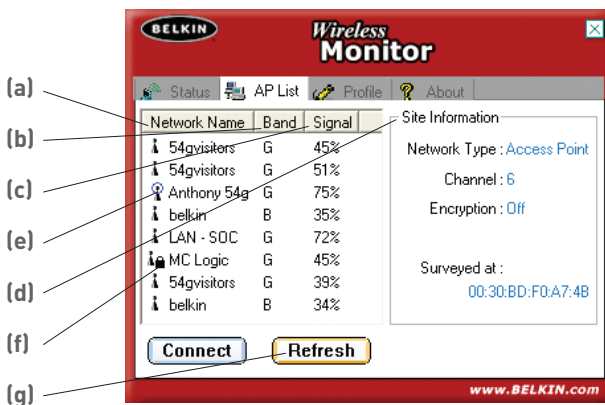 BELKIN
Wireless
Monitor
Status AP List Profile About
(a)
(b)
(c)
(e)
(d)
(f)
(g)
Network Name Band Signal
54gvisitors G 45%
54gvisitors G 51%
Anthony 54g G 75%
belkin B 35%
LAN - SOC G 72%
MC Logic G 45%
54gvisitors G 39%
belkin B 34%
Site Information
Network Type : Access Point
Channel : 6
Encryption : Off
Surveyed at :
00:30:BD:F0:A7:4B
Connect Refresh
www.BELKIN.com